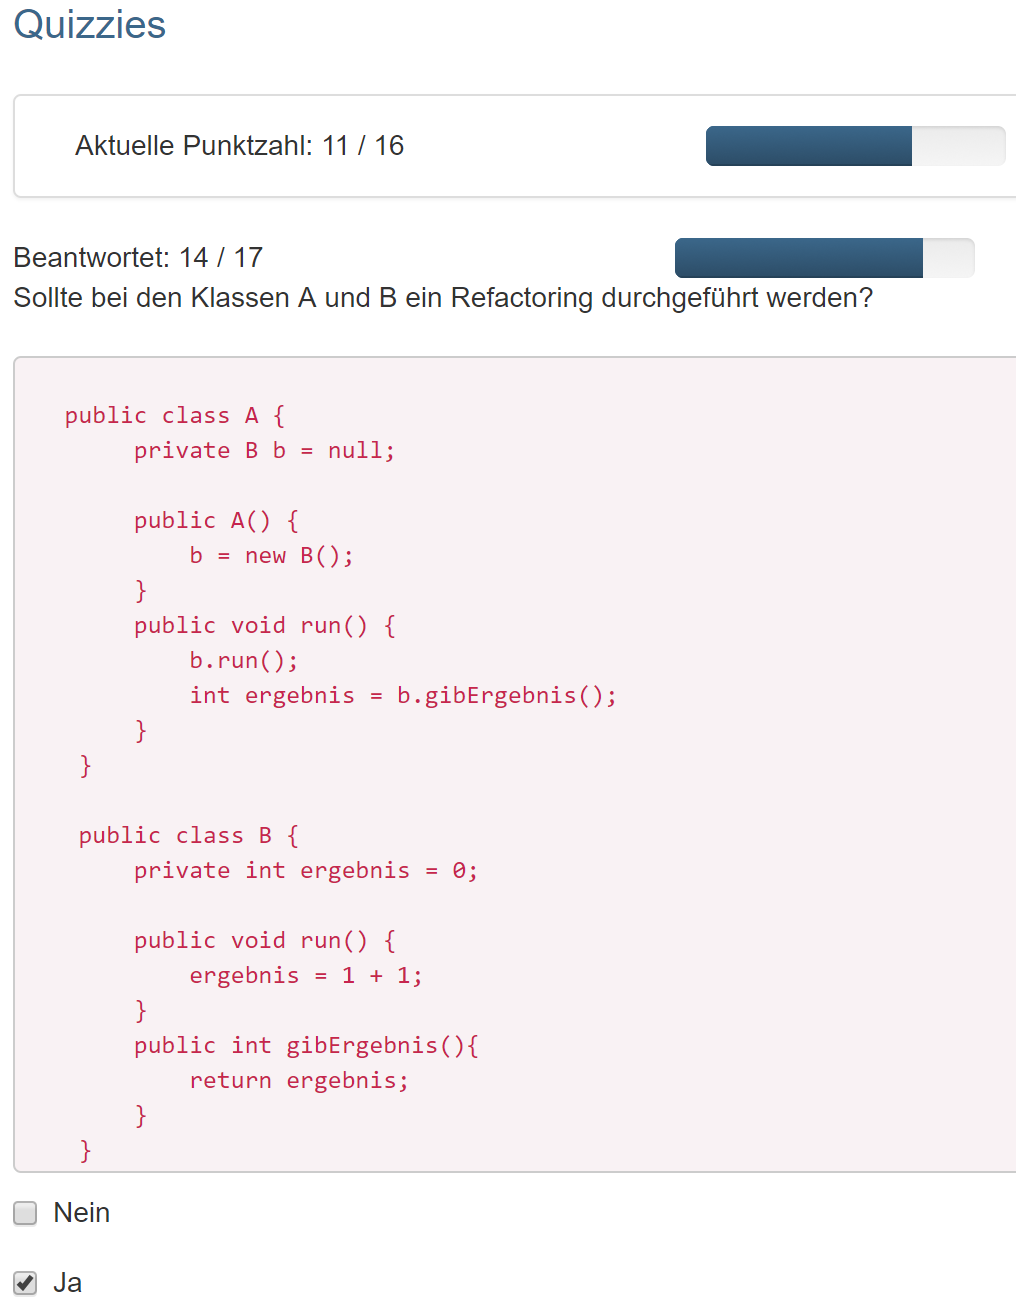 Quizzies
Aktuelle Punktzahl: 11 / 16
Beantwortet: 14 / 17
Sollte bei den Klassen A und B ein Refactoring durchgeführt werden?
public class A {
private B b = null;
public A() {
b = new B();
}
public void run() {
b.run();
int ergebnis = b.gibErgebnis();
}
}
public class B {
private int ergebnis = 0;
public void run() {
ergebnis = 1 + 1;
}
public int gibErgebnis(){
return ergebnis;
}
}
Nein
Ja